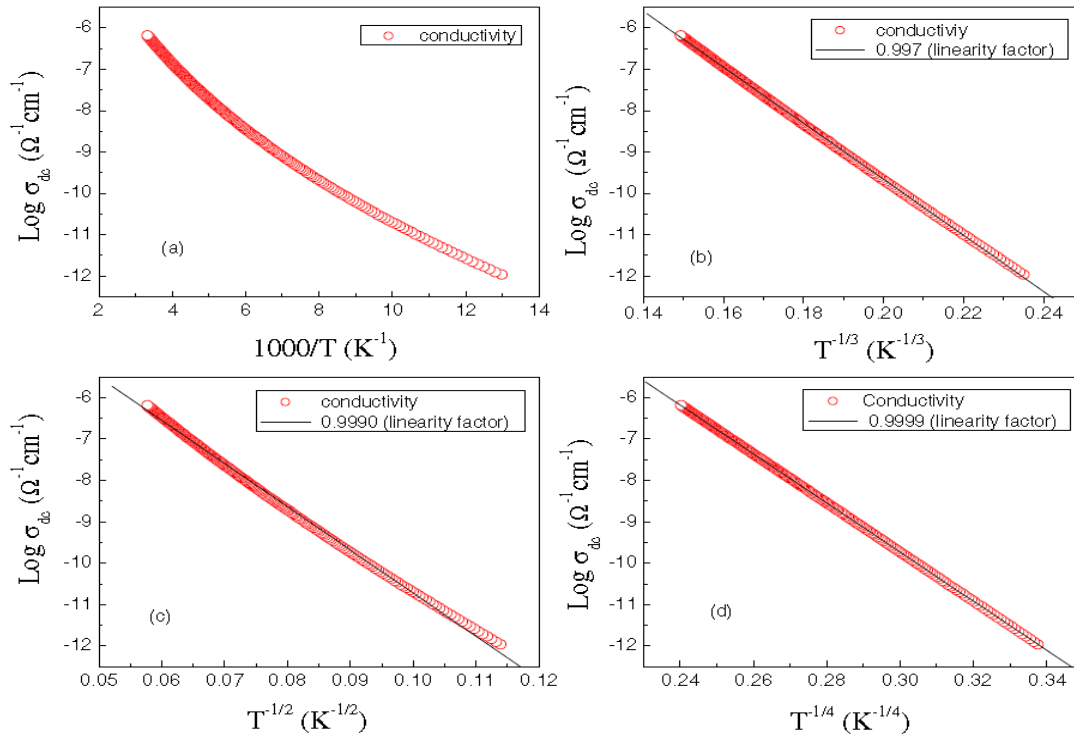 conductivity
-6
-7
-8
-9
-10
-11
-12
Log σdc (Ω-1cm-1)
(a)
2 4 6 8 10 12 14
1000/T (K-1)
conductiviy
0.997 (linearity factor)
-6
-7
-8
-9
-10
-11
-12
Log σdc (Ω-1cm-1)
(b)
0.14 0.16 0.18 0.20 0.22 0.24
T-1/3 (K-1/3)
conductivity
0.9990 (linearity factor)
-6
-7
-8
-9
-10
-11
-12
Log σdc (Ω-1cm-1)
(c)
0.05 0.06 0.07 0.08 0.09 0.10 0.11 0.12
T-1/2 (K-1/2)
Conductivity
0.9999 (linearity factor)
-6
-7
-8
-9
-10
-11
-12
Log σdc (Ω-1cm-1)
(d)
0.24 0.26 0.28 0.30 0.32 0.34
T-1/4 (K-1/4)